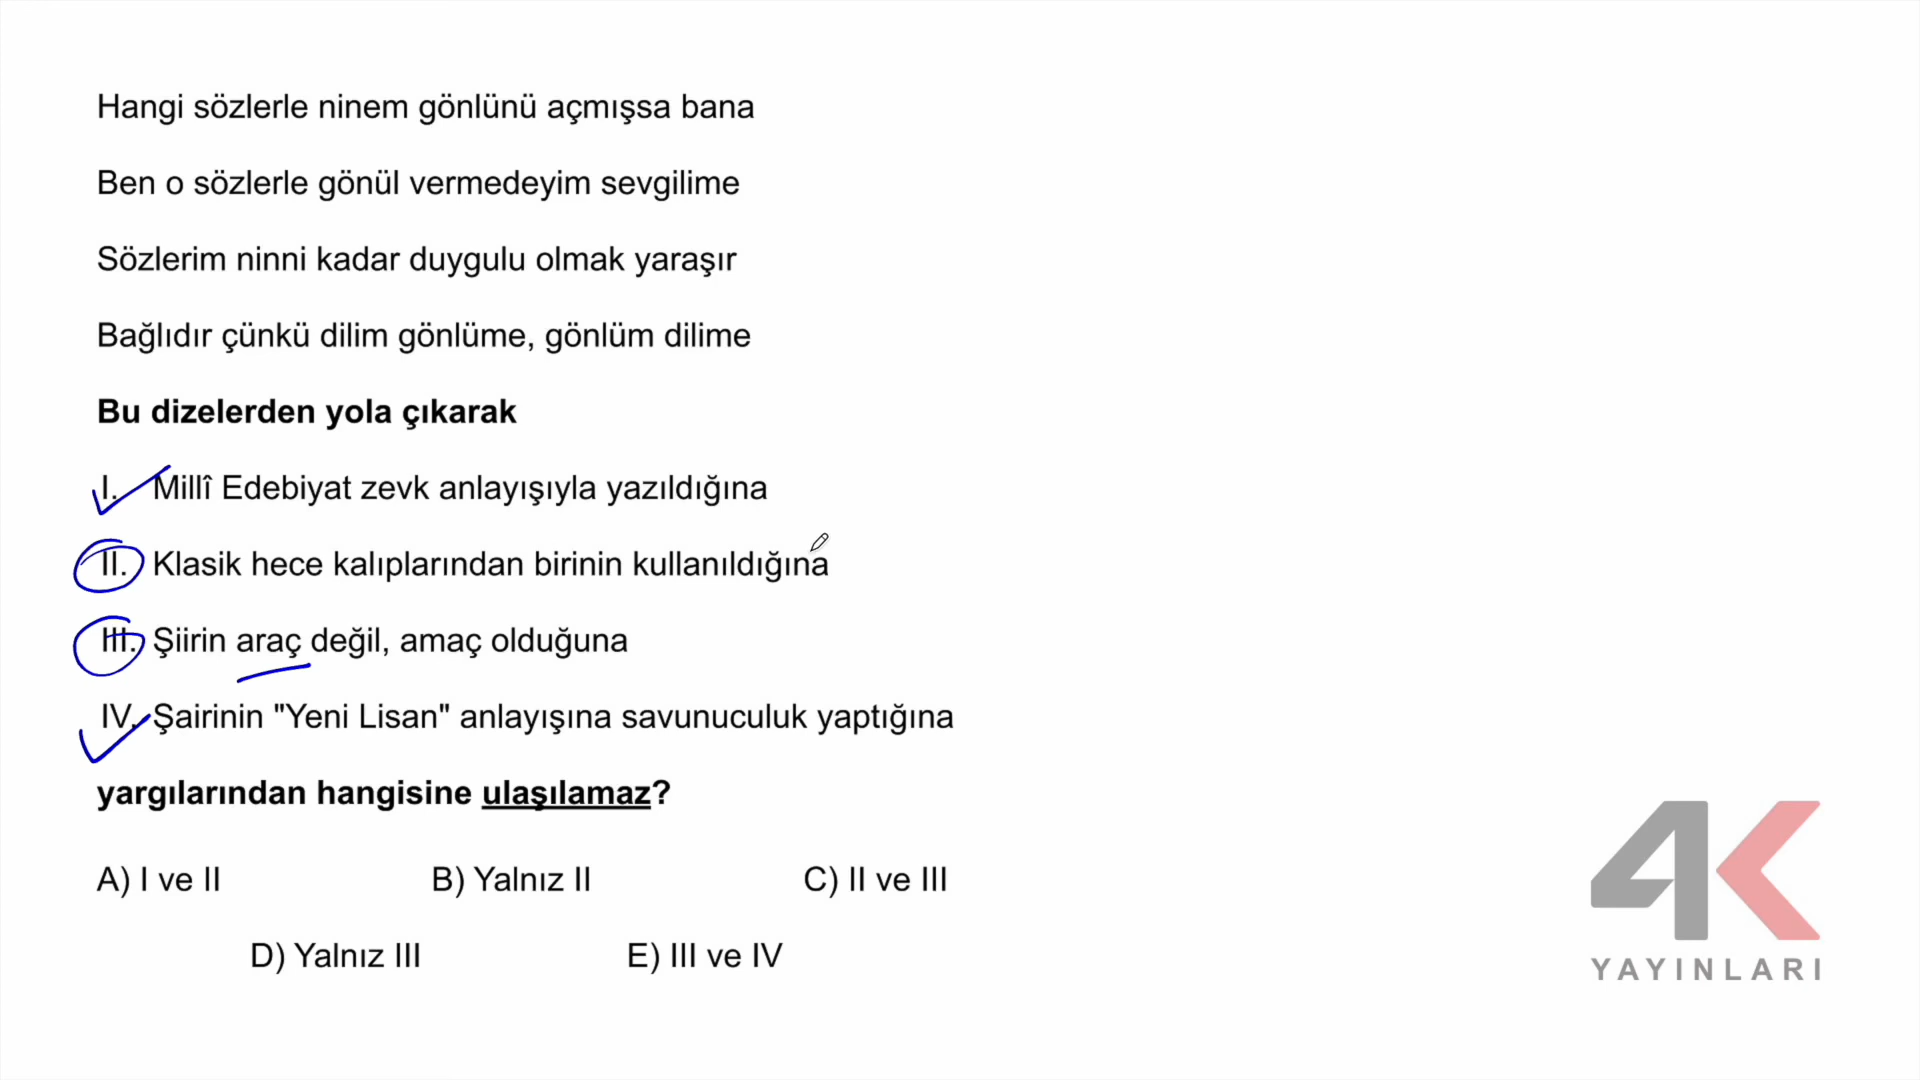 Hangi sözlerle ninem gönlünü açmışsa bana
Ben o sözlerle gönül vermedeyim sevgilime
Sözlerim ninni kadar duygulu olmak yaraşır
Bağlıdır çünkü dilim gönlüme, gönlüm dilime
Bu dizelerden yola çıkarak
I. Millî Edebiyat zevk anlayışıyla yazıldığına
II. Klasik hece kalıplarından birinin kullanıldığına
III. Şiirin araç değil, amaç olduğuna
IV. Şairinin "Yeni Lisan" anlayışına savunuculuk yaptığına
yargılarından hangisine ulaşılamaz?
A) I ve II B) Yalnız II C) II ve III
D) Yalnız III E) III ve IV
4K
YAYINLARI